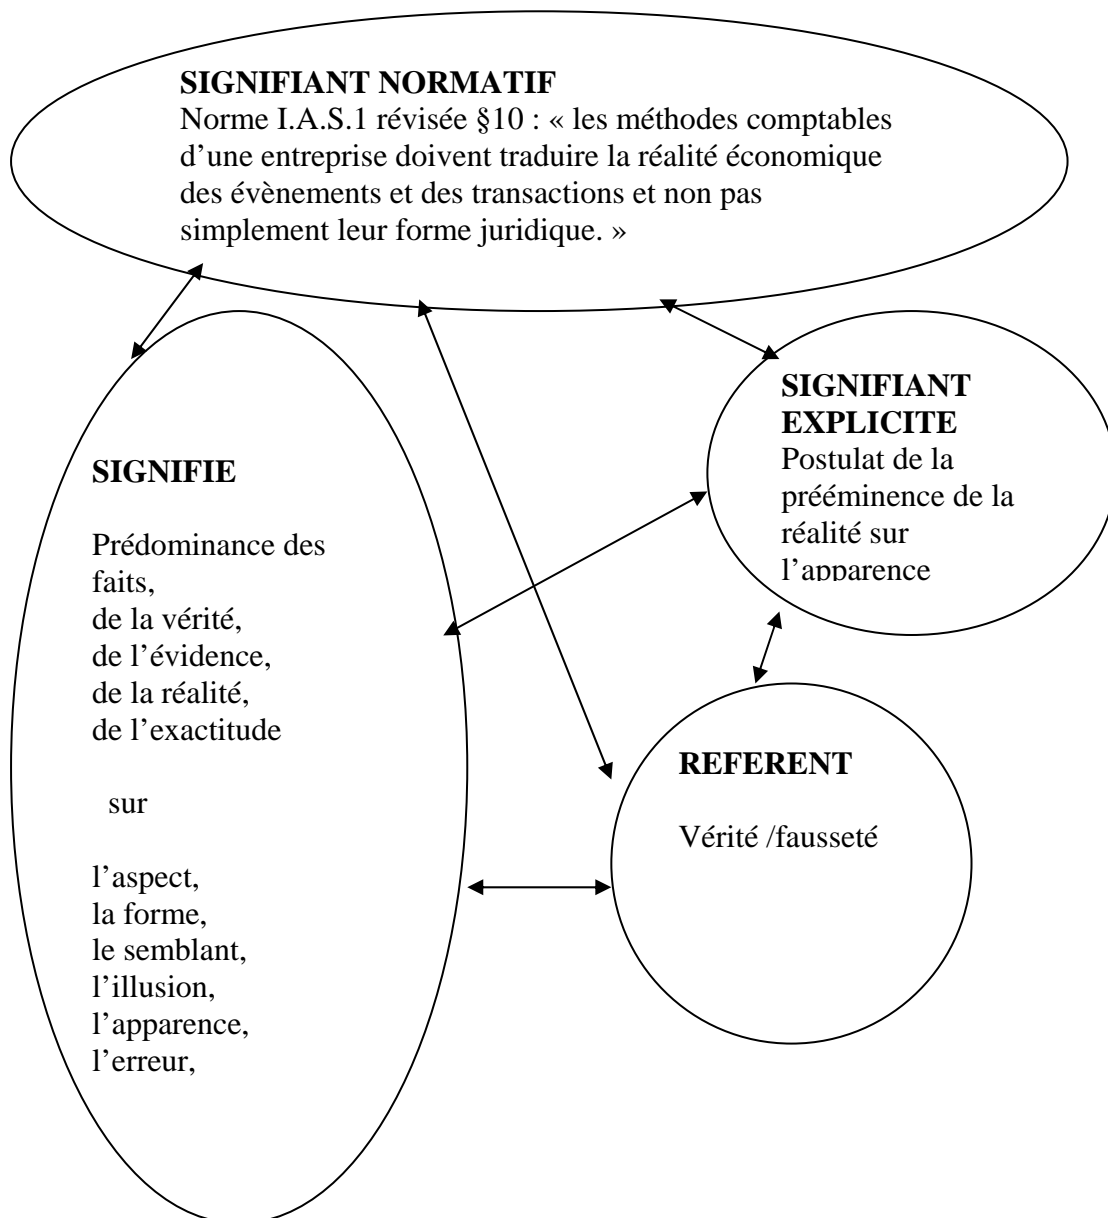 SIGNIFIANT NORMATIF
Norme I.A.S.1 révisée §10 : « les méthodes comptables
d’une entreprise doivent traduire la réalité économique
des évènements et des transactions et non pas
simplement leur forme juridique. »
SIGNIFIANT
EXPLICITE
Postulat de la
prééminence de la
réalité sur
l’apparence
SIGNIFIE
Prédominance des
faits,
de la vérité,
de l’évidence,
de la réalité,
de l’exactitude
sur
l’aspect,
la forme,
le semblant,
l’illusion,
l’apparence,
l’erreur,
REFERENT
Vérité /fausseté